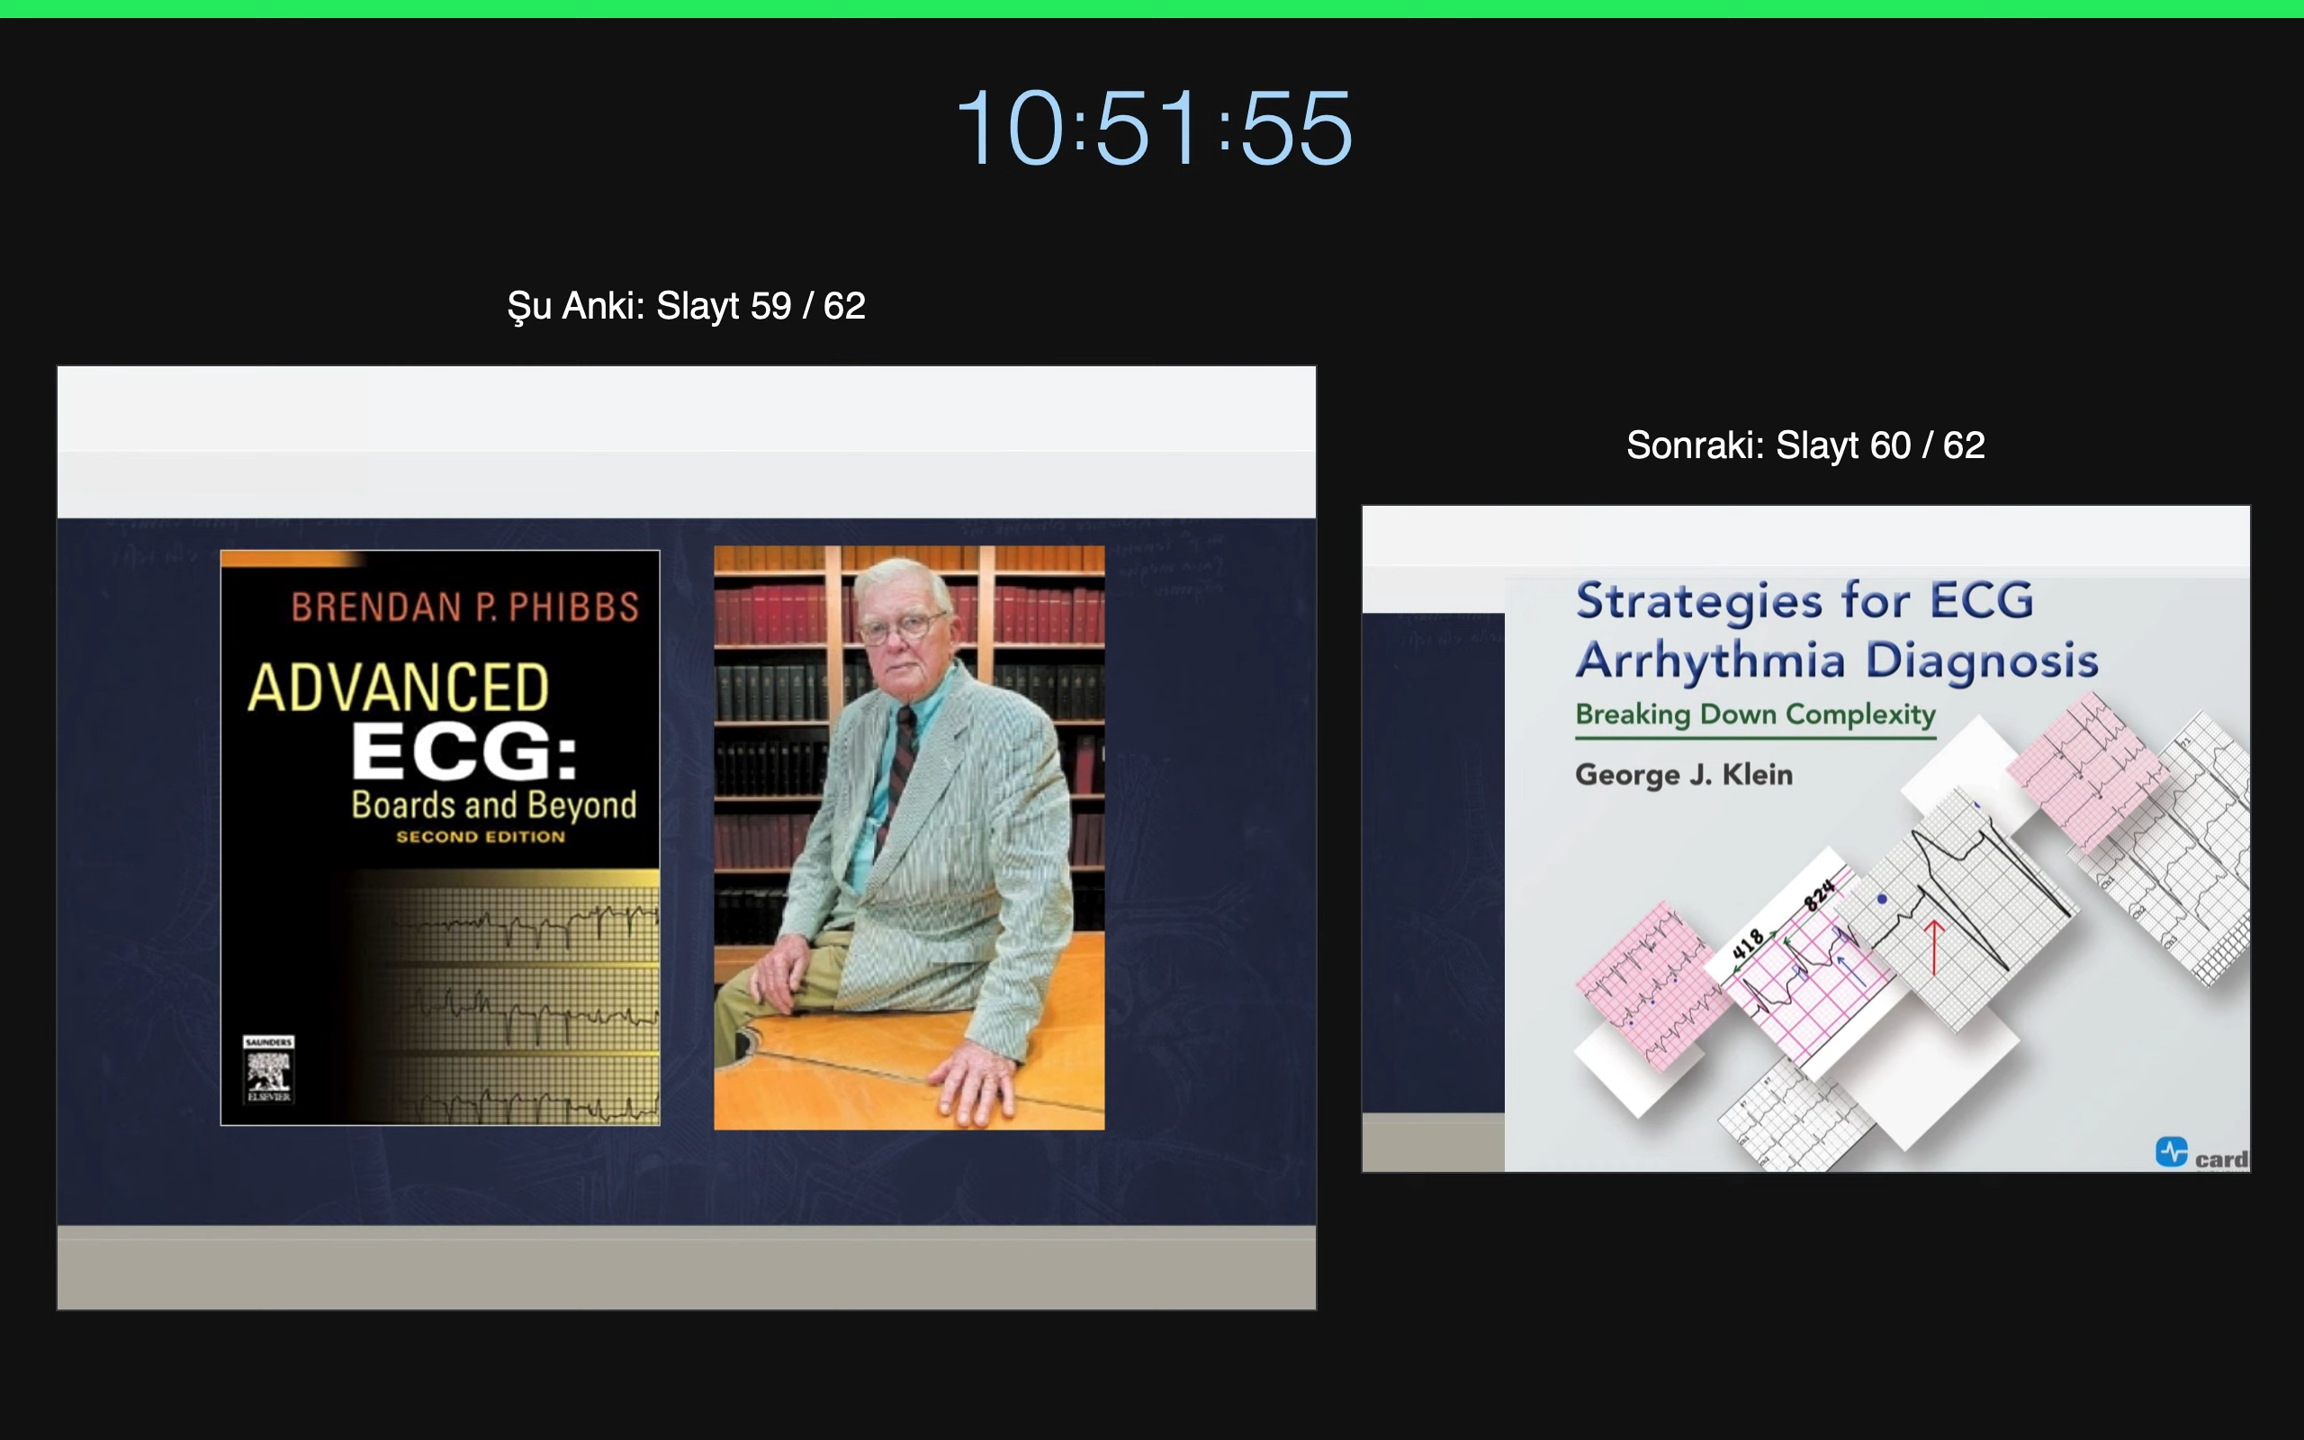 10:51:55
Şu Anki: Slayt 59 / 62
BRENDAN P. PHIBBS
ADVANCED
ECG:
Boards and Beyond
SECOND EDITION
SAUNDERS
ELSEVIER
Sonraki: Slayt 60 / 62
Strategies for ECG
Arrhythmia Diagnosis
Breaking Down Complexity
George J. Klein
418
824
card